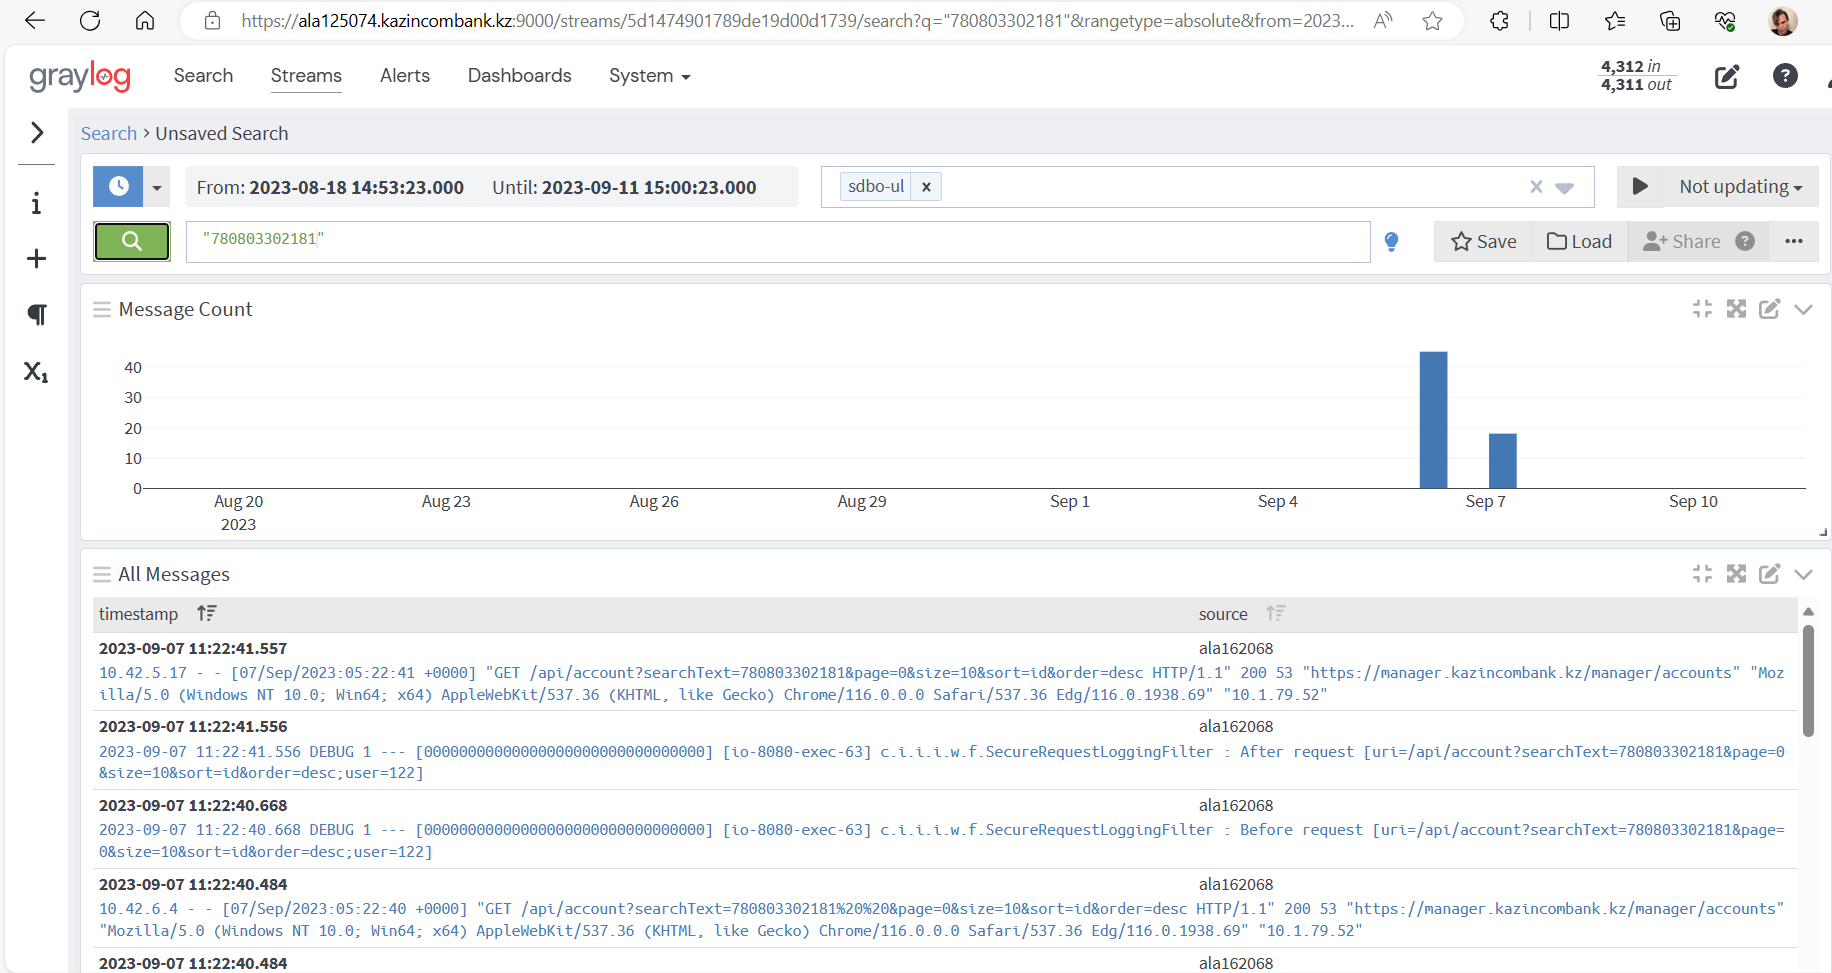 https://ala125074.kazincombank.kz:9000/streams/5d1474901789de19d00d1739/search?q="780803302181"&rangetype=absolute&from=2023...
graylog Search Streams Alerts Dashboards System 4,312 in
4,311 out
Search › Unsaved Search
From: 2023-08-18 14:53:23.000 Until: 2023-09-11 15:00:23.000 sdbo-ul × Not updating
"780803302181" Save Load Share
Message Count
40
30
20
10
0
Aug 20 Aug 23 Aug 26 Aug 29 Sep 1 Sep 4 Sep 7 Sep 10
2023
All Messages
timestamp source
2023-09-07 11:22:41.557 ala162068
10.42.5.17 - - [07/Sep/2023:05:22:41 +0000] "GET /api/account?searchText=780803302181&page=0&size=10&sort=id&order=desc HTTP/1.1" 200 53 "https://manager.kazincombank.kz/manager/accounts" "Moz
illa/5.0 (Windows NT 10.0; Win64; x64) AppleWebKit/537.36 (KHTML, like Gecko) Chrome/116.0.0.0 Safari/537.36 Edg/116.0.1938.69" "10.1.79.52"
2023-09-07 11:22:41.556 ala162068
2023-09-07 11:22:41.556 DEBUG 1 --- [00000000000000000000000000000000] [io-8080-exec-63] c.i.i.i.w.f.SecureRequestLoggingFilter : After request [uri=/api/account?searchText=780803302181&page=0
&size=10&sort=id&order=desc;user=122]
2023-09-07 11:22:40.668 ala162068
2023-09-07 11:22:40.668 DEBUG 1 --- [00000000000000000000000000000000] [io-8080-exec-63] c.i.i.i.w.f.SecureRequestLoggingFilter : Before request [uri=/api/account?searchText=780803302181&page=
0&size=10&sort=id&order=desc;user=122]
2023-09-07 11:22:40.484 ala162068
10.42.6.4 - - [07/Sep/2023:05:22:40 +0000] "GET /api/account?searchText=780803302181%20%20&page=0&size=10&sort=id&order=desc HTTP/1.1" 200 53 "https://manager.kazincombank.kz/manager/accounts"
"Mozilla/5.0 (Windows NT 10.0; Win64; x64) AppleWebKit/537.36 (KHTML, like Gecko) Chrome/116.0.0.0 Safari/537.36 Edg/116.0.1938.69" "10.1.79.52"
2023-09-07 11:22:40.484 ala162068